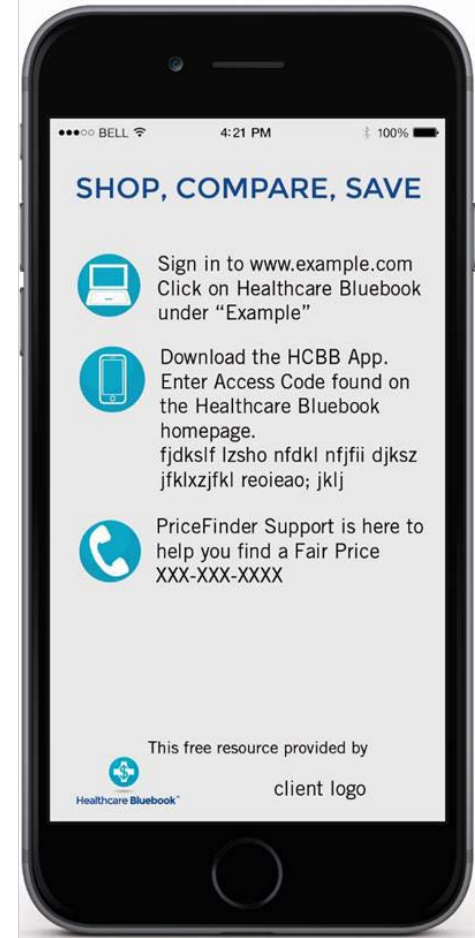 BELL 4:21 PM 100%
SHOP, COMPARE, SAVE
Sign in to www.example.com
Click on Healthcare Bluebook
under “Example”
Download the HCBB App.
Enter Access Code found on
the Healthcare Bluebook
homepage.
fjdkslf lzsho nfdkl nfjfii djksz
jfklxzjfkl reoieao; jklj
PriceFinder Support is here to
help you find a Fair Price
XXX-XXX-XXXX
This free resource provided by
Healthcare Bluebook™
client logo